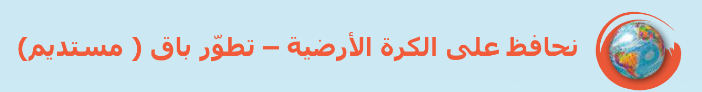 نحافظ على الكرة الأرضية – تطوّر باق ( مستديم)